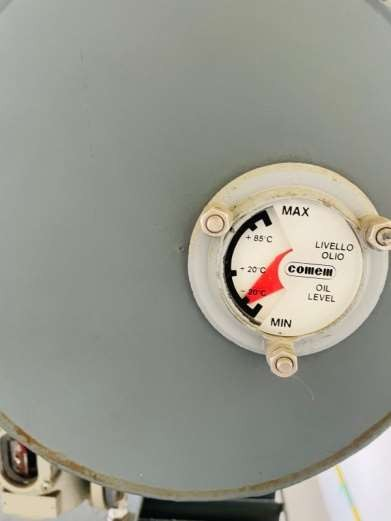 MAX
+ 85°C
LIVELLO
OLIO
+ 20°C
comem
- 20°C
OIL
LEVEL
MIN